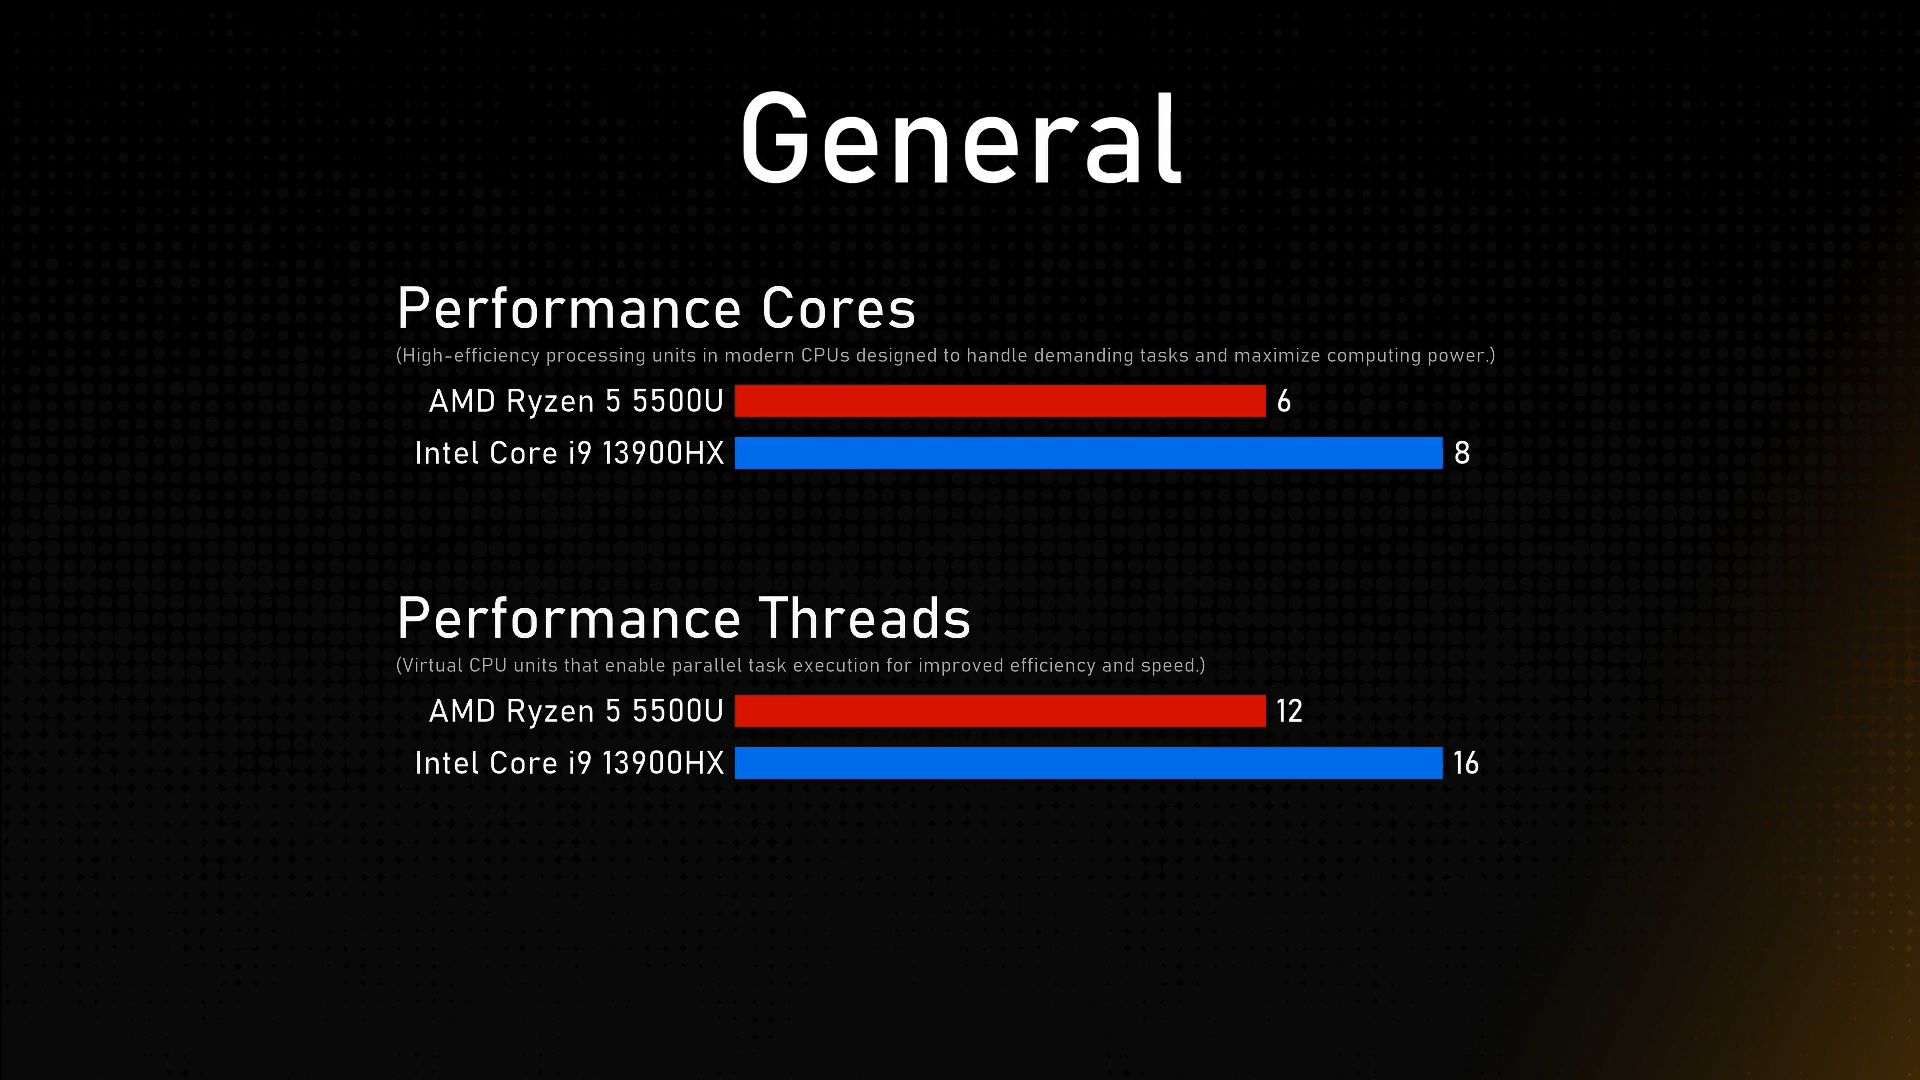 General
Performance Cores
(High-efficiency processing units in modern CPUs designed to handle demanding tasks and maximize computing power.)
AMD Ryzen 5 5500U 6
Intel Core i9 13900HX 8
Performance Threads
(Virtual CPU units that enable parallel task execution for improved efficiency and speed.)
AMD Ryzen 5 5500U 12
Intel Core i9 13900HX 16